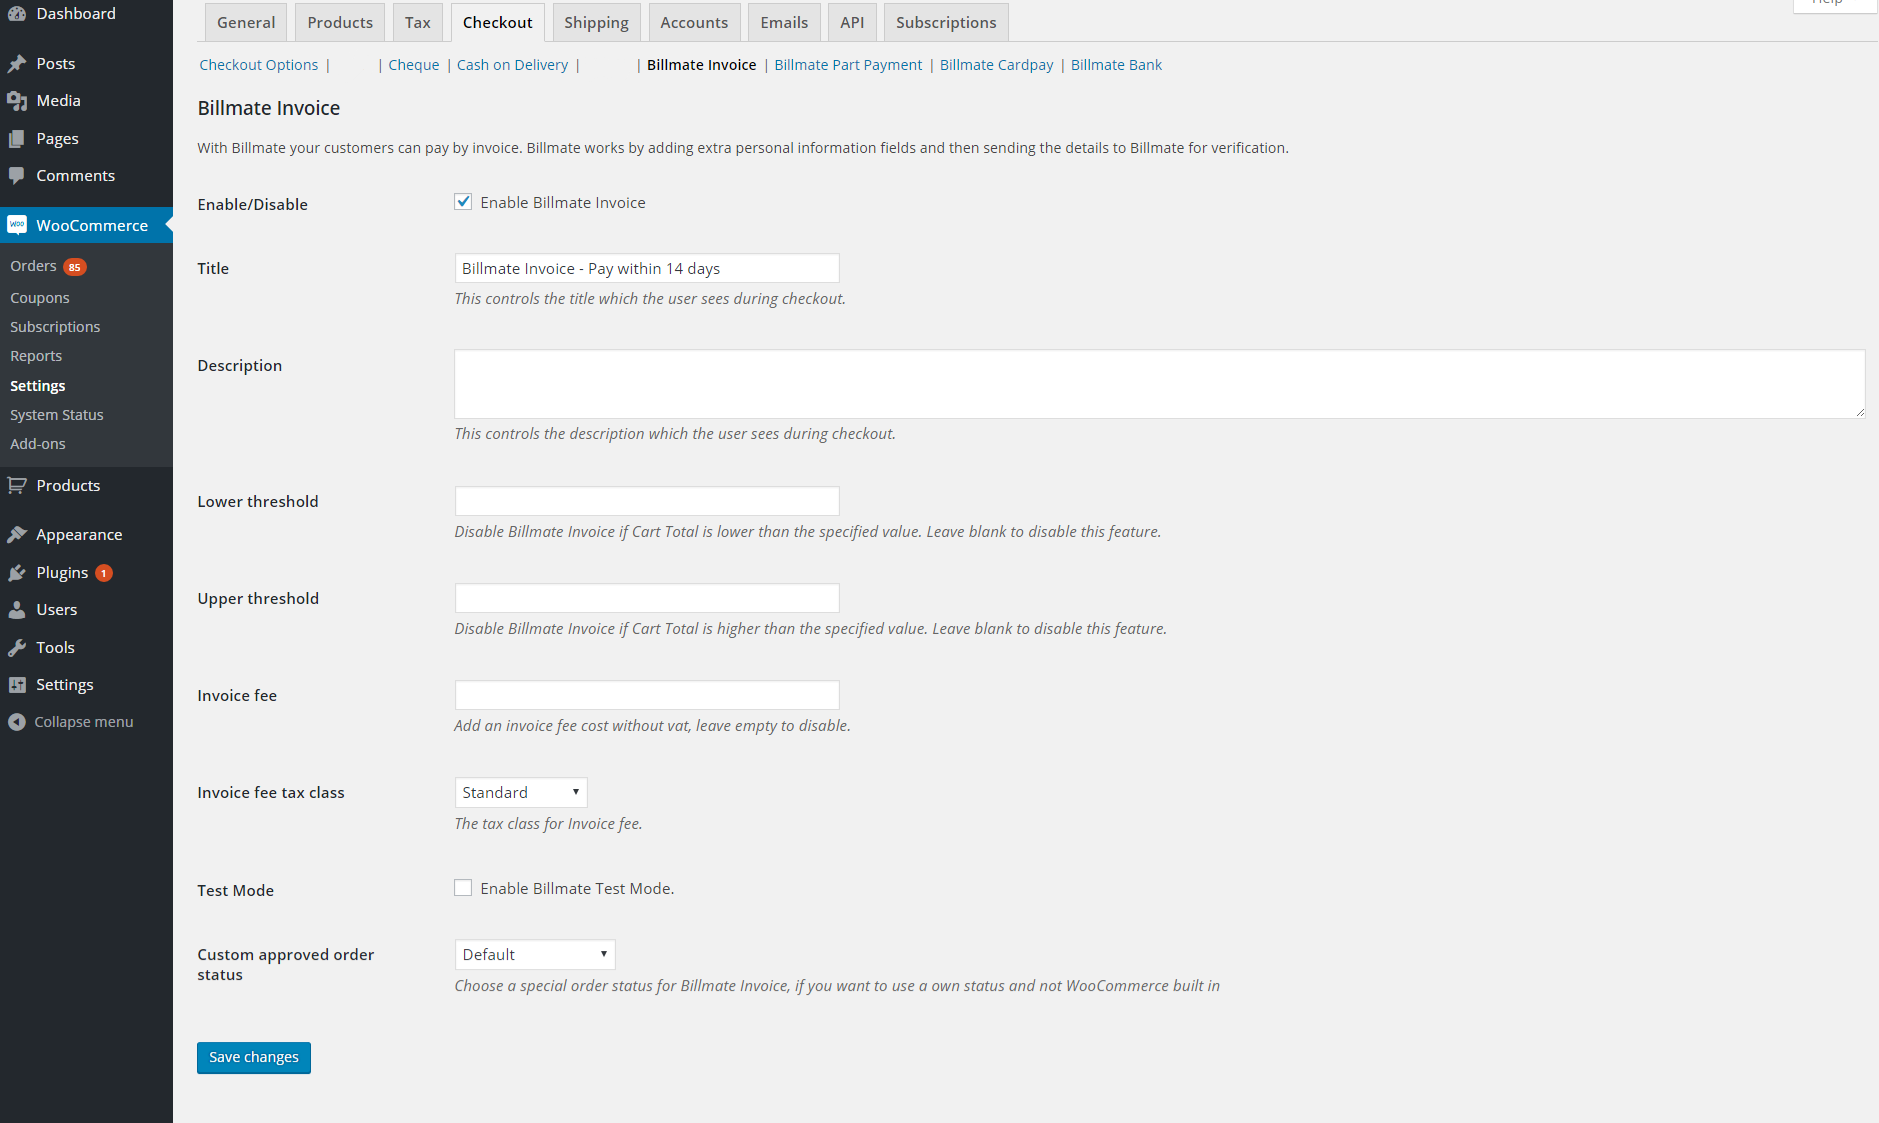 Dashboard
Posts
Media
Pages
Comments
woo WooCommerce
Orders 85
Coupons
Subscriptions
Reports
Settings
System Status
Add-ons
Products
Appearance
Plugins 1
Users
Tools
Settings
Collapse menu
Help
General Products Tax Checkout Shipping Accounts Emails API Subscriptions
Checkout Options | | Cheque | Cash on Delivery | | Billmate Invoice | Billmate Part Payment | Billmate Cardpay | Billmate Bank
Billmate Invoice
With Billmate your customers can pay by invoice. Billmate works by adding extra personal information fields and then sending the details to Billmate for verification.
Enable/Disable Enable Billmate Invoice
Title Billmate Invoice - Pay within 14 days
This controls the title which the user sees during checkout.
Description
This controls the description which the user sees during checkout.
Lower threshold
Disable Billmate Invoice if Cart Total is lower than the specified value. Leave blank to disable this feature.
Upper threshold
Disable Billmate Invoice if Cart Total is higher than the specified value. Leave blank to disable this feature.
Invoice fee
Add an invoice fee cost without vat, leave empty to disable.
Invoice fee tax class Standard
The tax class for Invoice fee.
Test Mode Enable Billmate Test Mode.
Custom approved order Default
status
Choose a special order status for Billmate Invoice, if you want to use a own status and not WooCommerce built in
Save changes